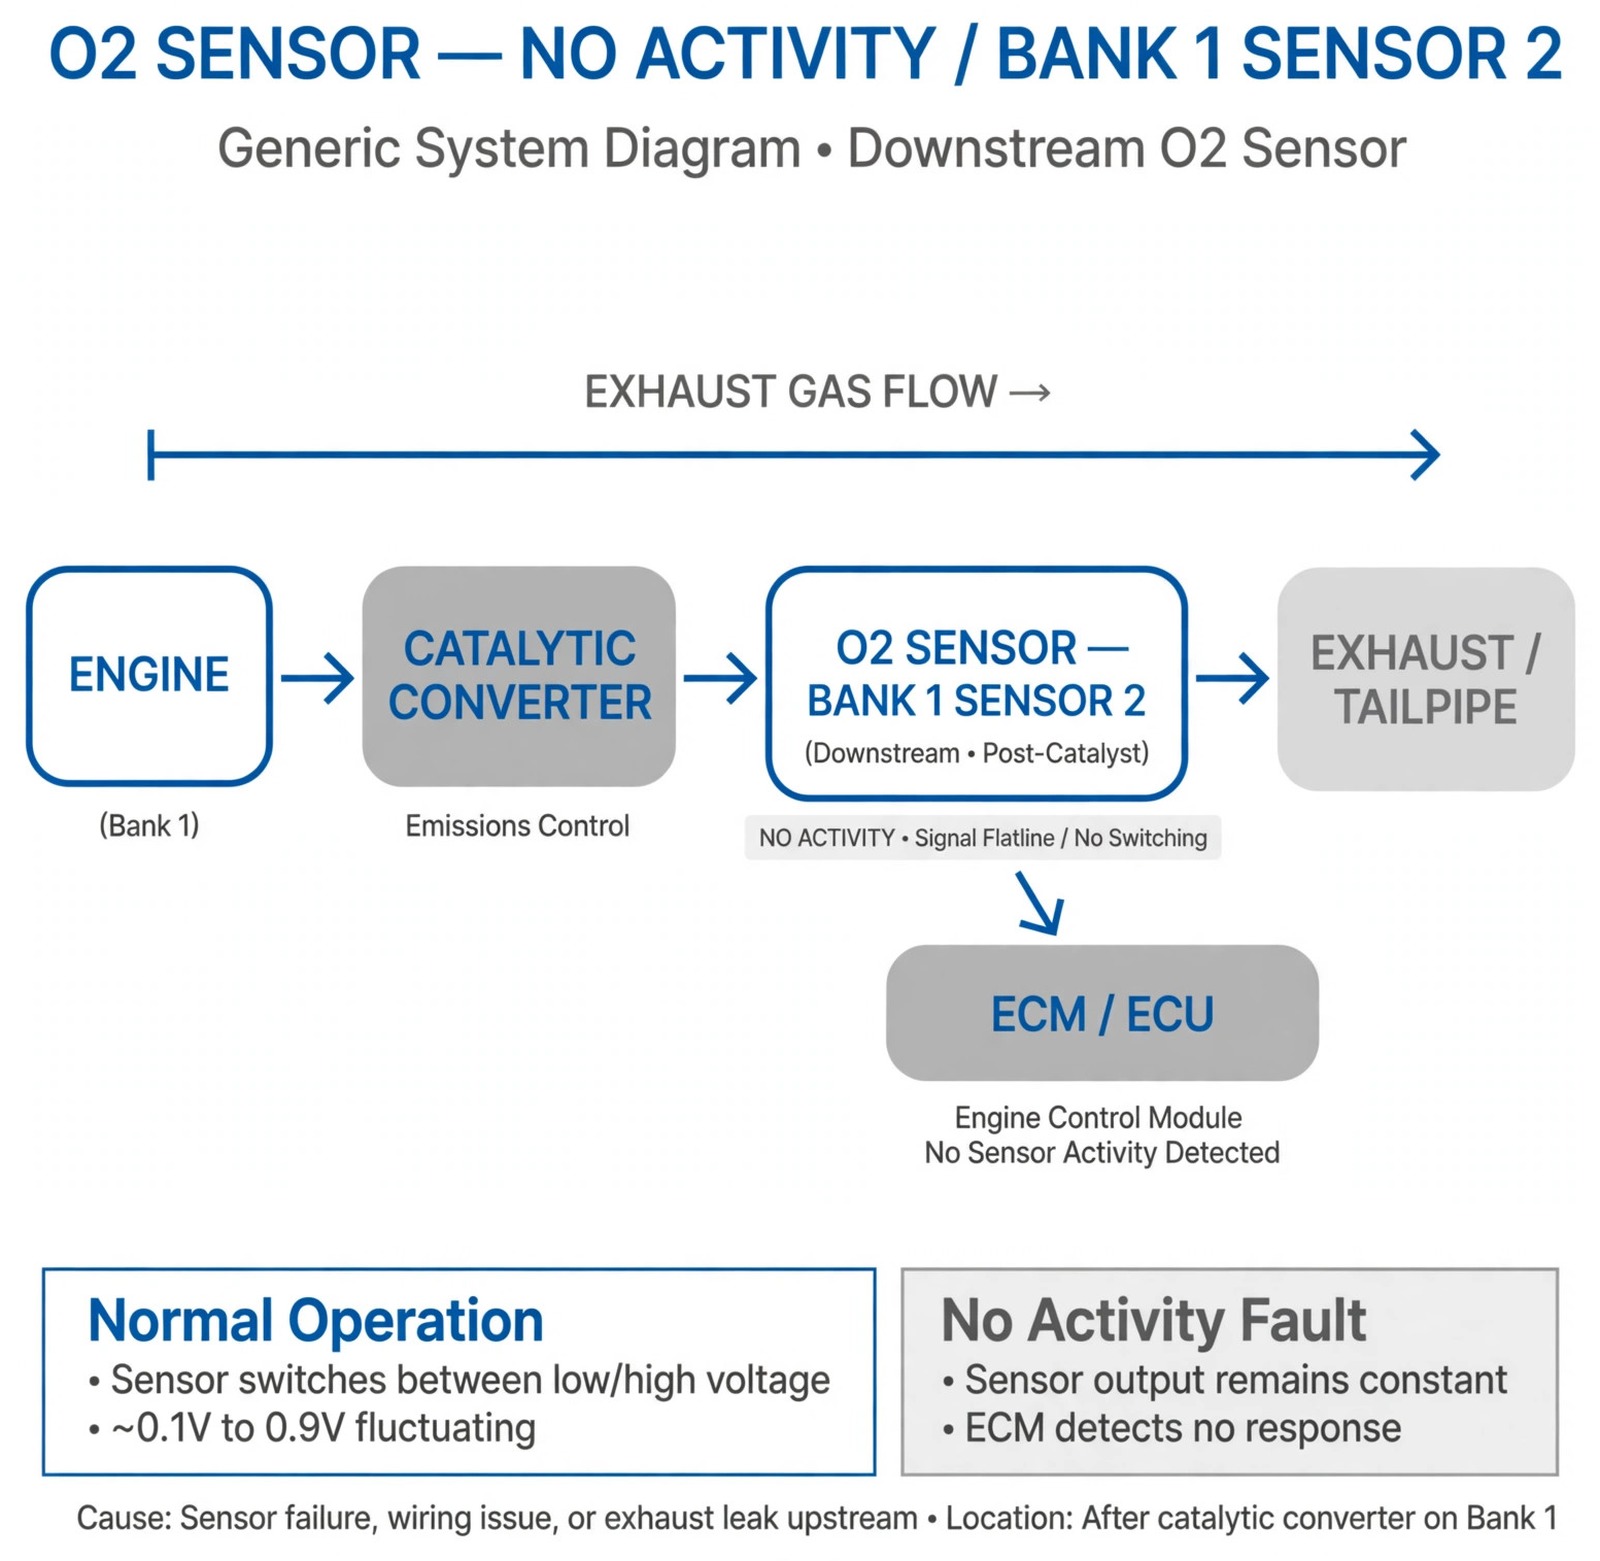 O2 SENSOR — NO ACTIVITY / BANK 1 SENSOR 2
Generic System Diagram • Downstream O2 Sensor
EXHAUST GAS FLOW →
ENGINE
(Bank 1)
CATALYTIC
CONVERTER
Emissions Control
O2 SENSOR —
BANK 1 SENSOR 2
(Downstream • Post-Catalyst)
NO ACTIVITY • Signal Flatline / No Switching
EXHAUST /
TAILPIPE
ECM / ECU
Engine Control Module
No Sensor Activity Detected
Normal Operation
• Sensor switches between low/high voltage
• ~0.1V to 0.9V fluctuating
No Activity Fault
• Sensor output remains constant
• ECM detects no response
Cause: Sensor failure, wiring issue, or exhaust leak upstream • Location: After catalytic converter on Bank 1